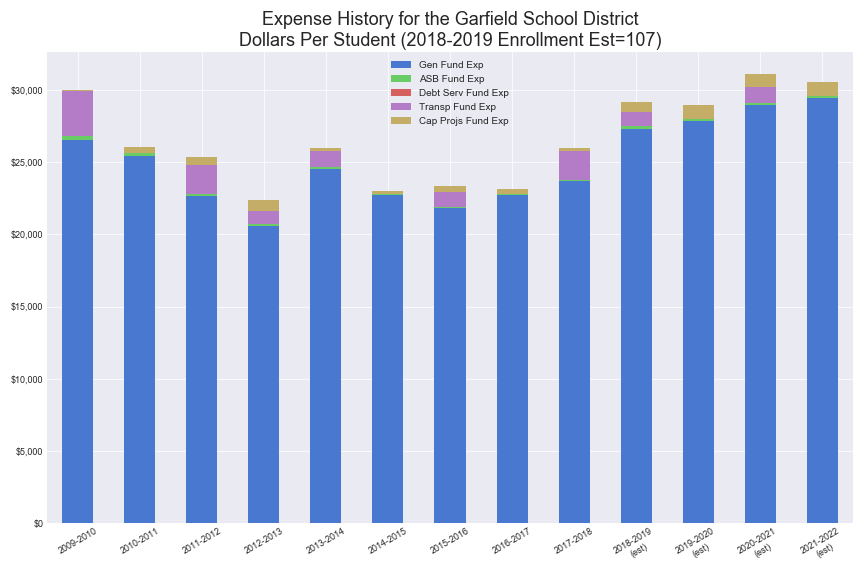 Expense History for the Garfield School District
Dollars Per Student (2018-2019 Enrollment Est=107)
Gen Fund Exp
ASB Fund Exp
Debt Serv Fund Exp
Transp Fund Exp
Cap Projs Fund Exp
$30,000
$25,000
$20,000
$15,000
$10,000
$5,000
$0
2009-2010
2010-2011
2011-2012
2012-2013
2013-2014
2014-2015
2015-2016
2016-2017
2017-2018
2018-2019
(est)
2019-2020
(est)
2020-2021
(est)
2021-2022
(est)